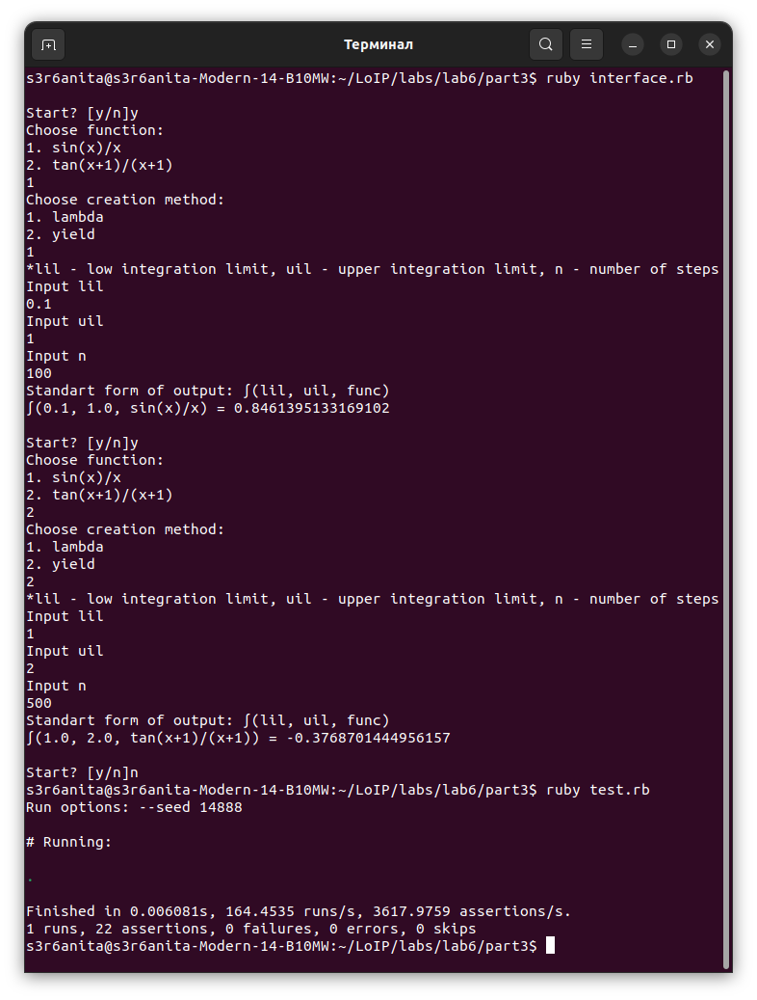 Терминал
s3r6anita@s3r6anita-Modern-14-B10MW:~/LoIP/labs/lab6/part3$ ruby interface.rb
Start? [y/n]y
Choose function:
1. sin(x)/x
2. tan(x+1)/(x+1)
1
Choose creation method:
1. lambda
2. yield
1
*lil - low integration limit, uil - upper integration limit, n - number of steps
Input lil
0.1
Input uil
1
Input n
100
Standart form of output: ∫(lil, uil, func)
∫(0.1, 1.0, sin(x)/x) = 0.8461395133169102
Start? [y/n]y
Choose function:
1. sin(x)/x
2. tan(x+1)/(x+1)
2
Choose creation method:
1. lambda
2. yield
2
*lil - low integration limit, uil - upper integration limit, n - number of steps
Input lil
1
Input uil
2
Input n
500
Standart form of output: ∫(lil, uil, func)
∫(1.0, 2.0, tan(x+1)/(x+1)) = -0.3768701444956157
Start? [y/n]n
s3r6anita@s3r6anita-Modern-14-B10MW:~/LoIP/labs/lab6/part3$ ruby test.rb
Run options: --seed 14888
# Running:
.
Finished in 0.006081s, 164.4535 runs/s, 3617.9759 assertions/s.
1 runs, 22 assertions, 0 failures, 0 errors, 0 skips
s3r6anita@s3r6anita-Modern-14-B10MW:~/LoIP/labs/lab6/part3$